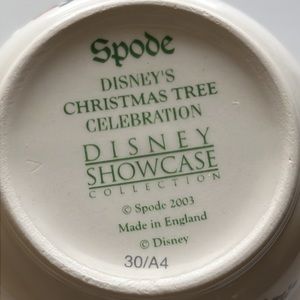 Spode
DISNEY'S
CHRISTMAS TREE
CELEBRATION
DISNEY
SHOWCASE
COLLECTION
© Spode 2003
Made in England
© Disney
30/A4